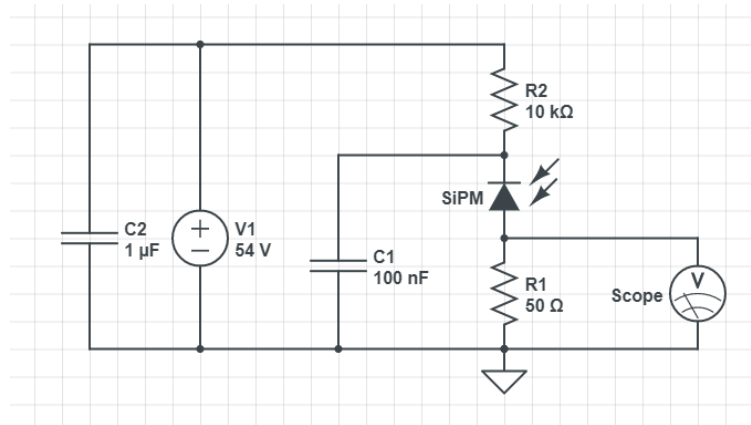 R2
10 kΩ
SiPM
C2
1 μF
+
V1
54 V
C1
100 nF
R1
50 Ω
Scope
V